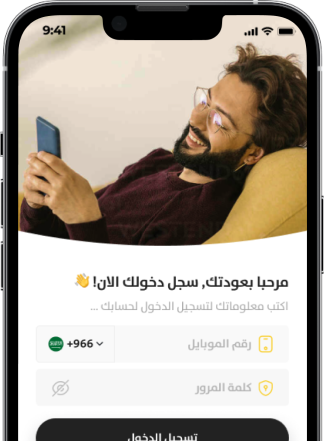 9:41
مرحبا بعودتك, سجل دخولك الان! 👋
اكتب معلوماتك لتسجيل الدخول لحسابك ...
رقم الموبايل
+966
كلمة المرور
تسجيل الدخول